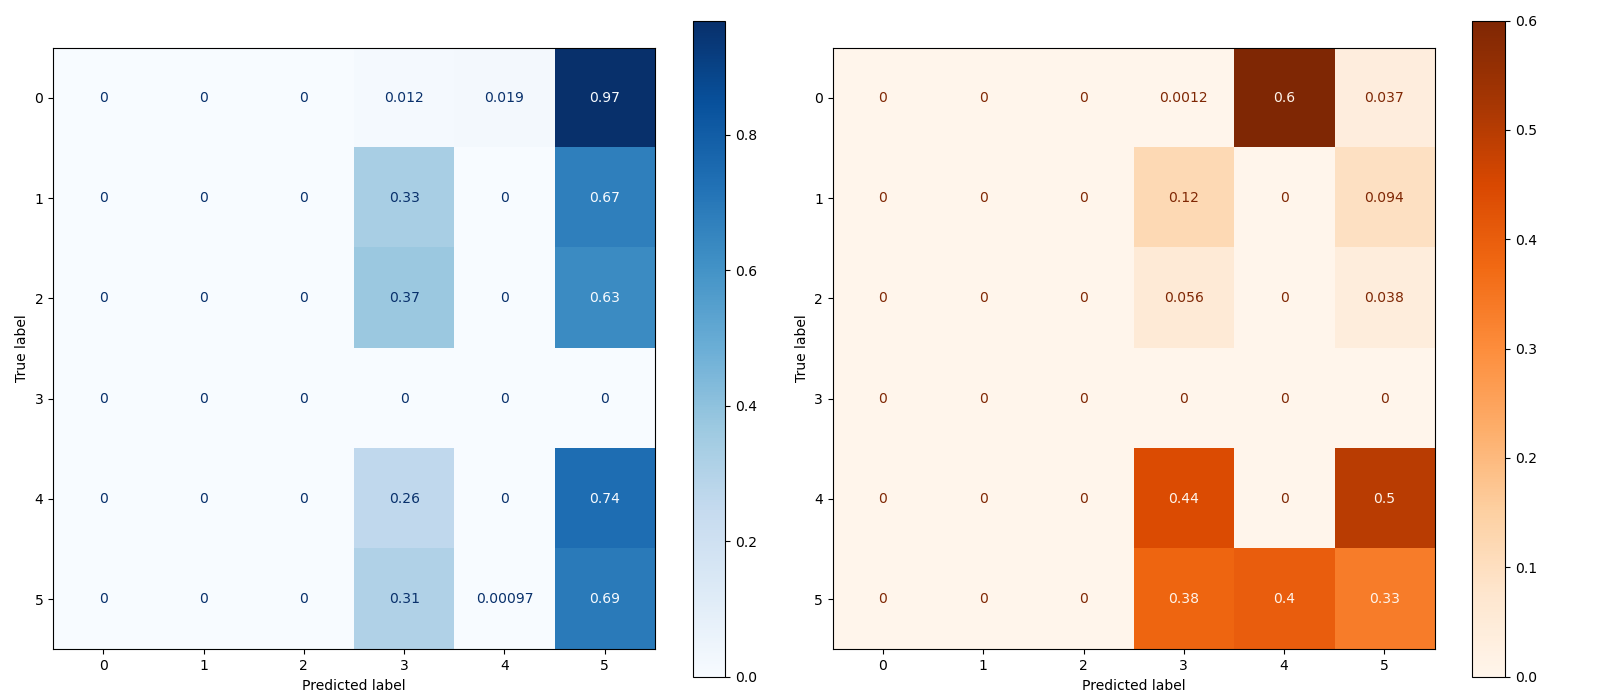 0 0 0 0 0.012 0.019 0.97
1 0 0 0 0.33 0 0.67
2 0 0 0 0.37 0 0.63
3 0 0 0 0 0 0
4 0 0 0 0.26 0 0.74
5 0 0 0 0.31 0.00097 0.69
0 1 2 3 4 5
True label
Predicted label
0.8
0.6
0.4
0.2
0.0
0 0 0 0 0.0012 0.6 0.037
1 0 0 0 0.12 0 0.094
2 0 0 0 0.056 0 0.038
3 0 0 0 0 0 0
4 0 0 0 0.44 0 0.5
5 0 0 0 0.38 0.4 0.33
0 1 2 3 4 5
True label
Predicted label
0.6
0.5
0.4
0.3
0.2
0.1
0.0